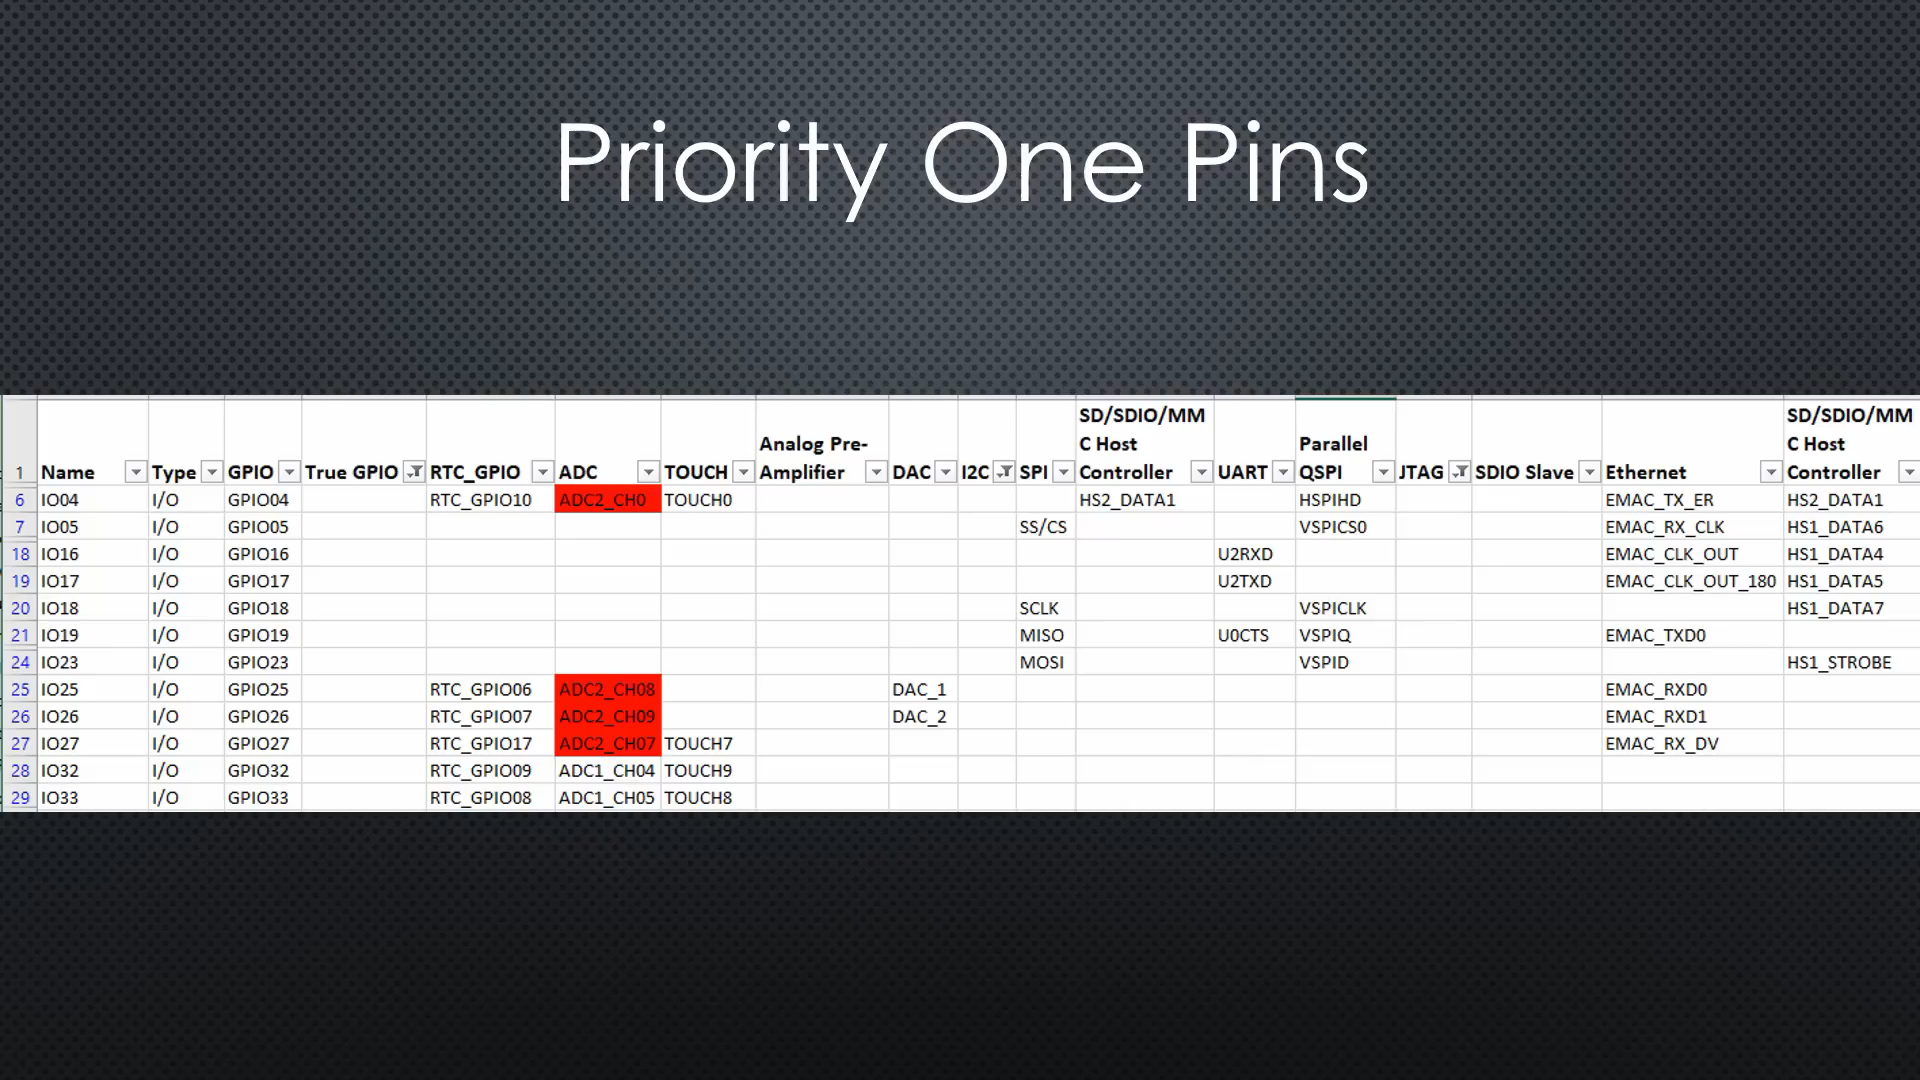 Priority One Pins
SD/SDIO/MM SD/SDIO/MM
Analog Pre- C Host Parallel C Host
1 Name Type GPIO True GPIO RTC_GPIO ADC TOUCH Amplifier DAC I2C SPI Controller UART QSPI JTAG SDIO Slave Ethernet Controller
6 IO04 I/O GPIO04 RTC_GPIO10 ADC2_CH0 TOUCH0 HS2_DATA1 HSPIHD EMAC_TX_ER HS2_DATA1
7 IO05 I/O GPIO05 SS/CS VSPICS0 EMAC_RX_CLK HS1_DATA6
18 IO16 I/O GPIO16 U2RXD EMAC_CLK_OUT HS1_DATA4
19 IO17 I/O GPIO17 U2TXD EMAC_CLK_OUT_180 HS1_DATA5
20 IO18 I/O GPIO18 SCLK VSPICLK HS1_DATA7
21 IO19 I/O GPIO19 MISO U0CTS VSPIQ EMAC_TXD0
24 IO23 I/O GPIO23 MOSI VSPID HS1_STROBE
25 IO25 I/O GPIO25 RTC_GPIO06 ADC2_CH08 DAC_1 EMAC_RXD0
26 IO26 I/O GPIO26 RTC_GPIO07 ADC2_CH09 DAC_2 EMAC_RXD1
27 IO27 I/O GPIO27 RTC_GPIO17 ADC2_CH07 TOUCH7 EMAC_RX_DV
28 IO32 I/O GPIO32 RTC_GPIO09 ADC1_CH04 TOUCH9
29 IO33 I/O GPIO33 RTC_GPIO08 ADC1_CH05 TOUCH8